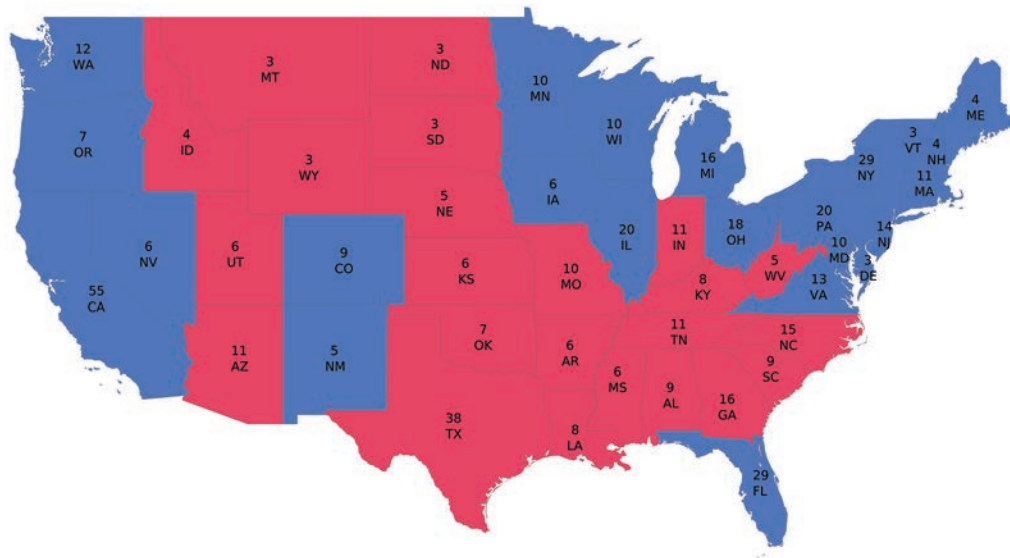 12
WA
3
MT
3
ND
10
MN
4
ME
7
OR
4
ID
3
SD
10
WI
3
VT
4
NH
16
MI
29
NY
11
MA
3
WY
6
IA
5
NE
20
PA
18
OH
14
NJ
20
IL
11
IN
10
MD
6
NV
6
UT
9
CO
3
DE
5
WV
6
KS
10
MO
8
KY
13
VA
55
CA
11
TN
15
NC
7
OK
6
AR
11
AZ
5
NM
9
SC
6
MS
9
AL
16
GA
38
TX
8
LA
29
FL